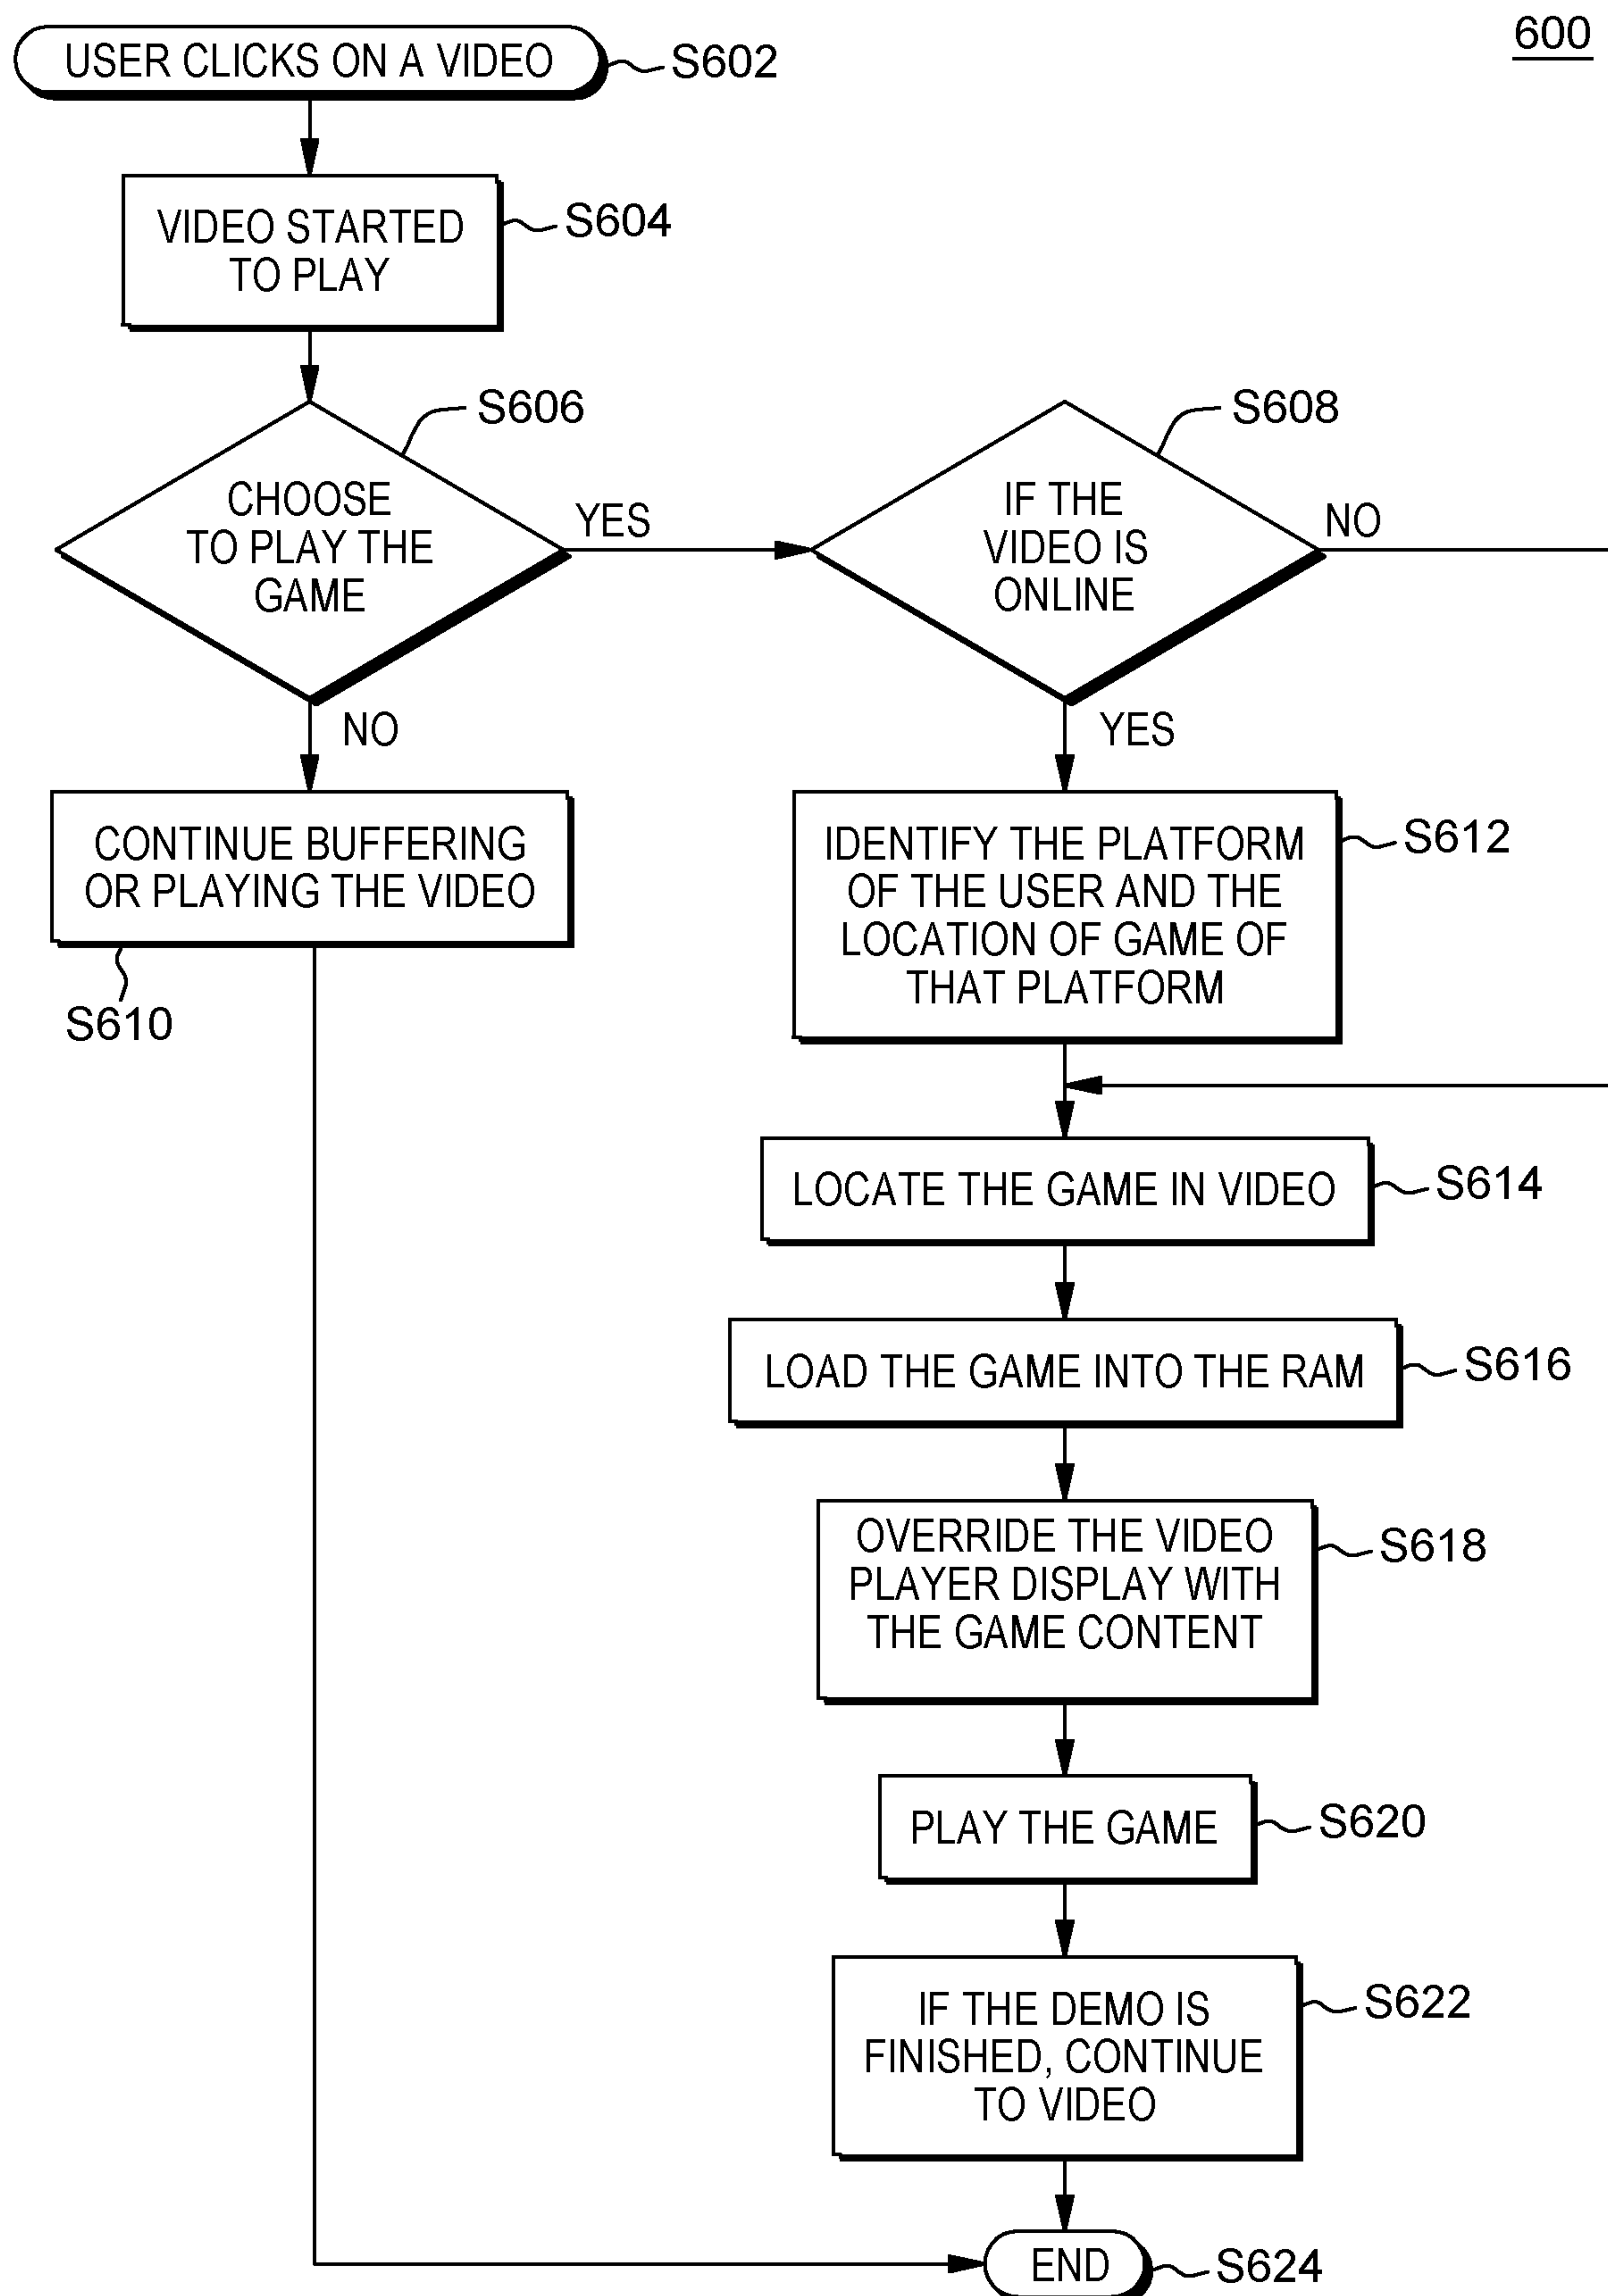 600
USER CLICKS ON A VIDEO
S602
VIDEO STARTED
TO PLAY
S604
S606
CHOOSE
TO PLAY THE
GAME
YES
NO
S608
IF THE
VIDEO IS
ONLINE
NO
YES
CONTINUE BUFFERING
OR PLAYING THE VIDEO
S610
IDENTIFY THE PLATFORM
OF THE USER AND THE
LOCATION OF GAME OF
THAT PLATFORM
S612
LOCATE THE GAME IN VIDEO
S614
LOAD THE GAME INTO THE RAM
S616
OVERRIDE THE VIDEO
PLAYER DISPLAY WITH
THE GAME CONTENT
S618
PLAY THE GAME
S620
IF THE DEMO IS
FINISHED, CONTINUE
TO VIDEO
S622
END
S624